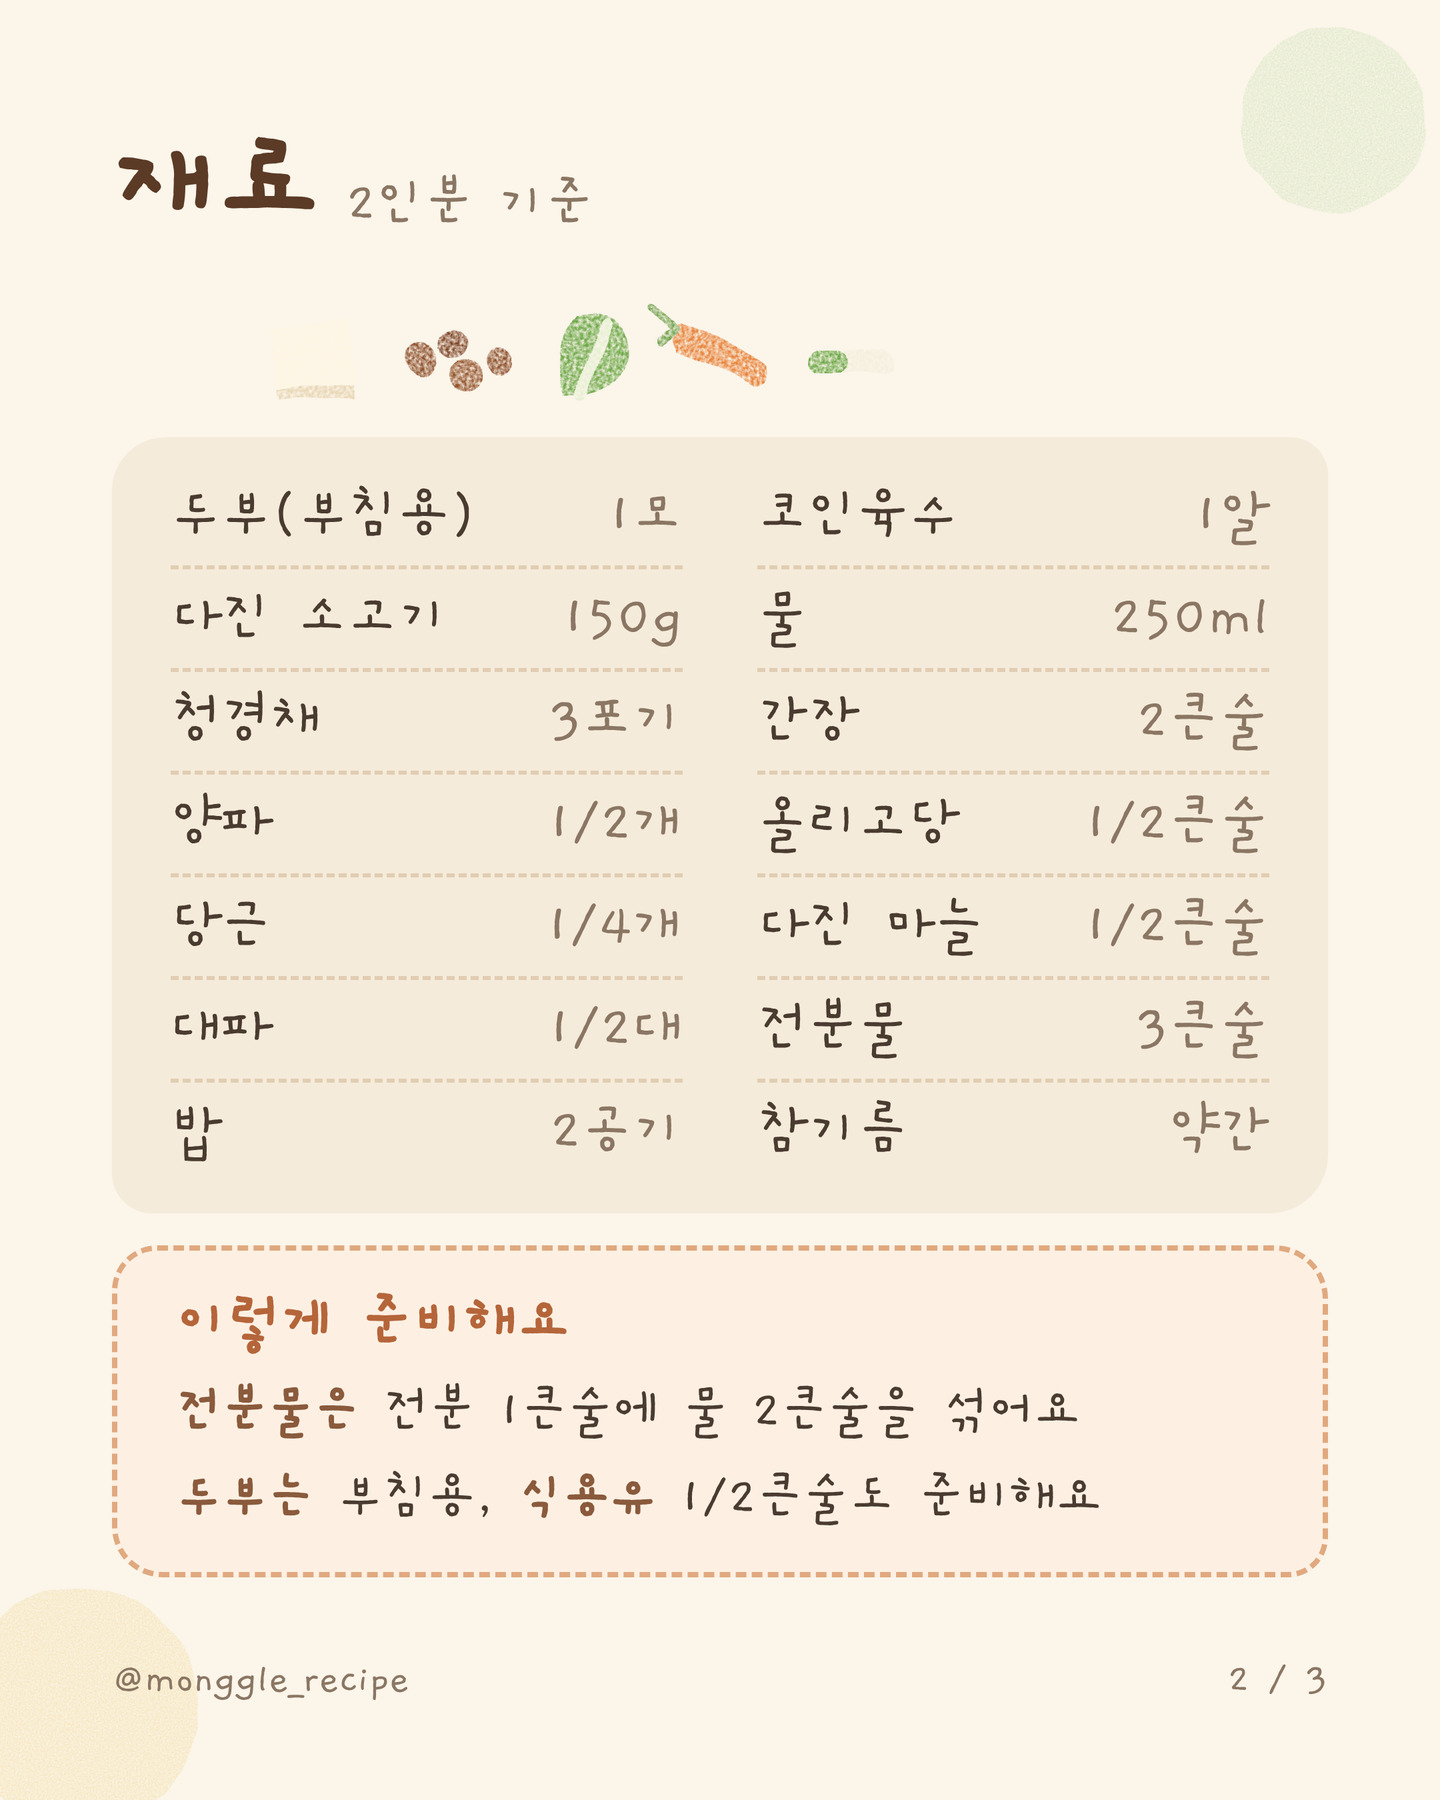 재료 2인분 기준
두부(부침용) 1모
다진 소고기 150g
청경채 3포기
양파 1/2개
당근 1/4개
대파 1/2대
밥 2공기
코인육수 1알
물 250ml
간장 2큰술
올리고당 1/2큰술
다진 마늘 1/2큰술
전분물 3큰술
참기름 약간
이렇게 준비해요
전분물은 전분 1큰술에 물 2큰술을 섞어요
두부는 부침용, 식용유 1/2큰술도 준비해요
@monggle_recipe
2 / 3